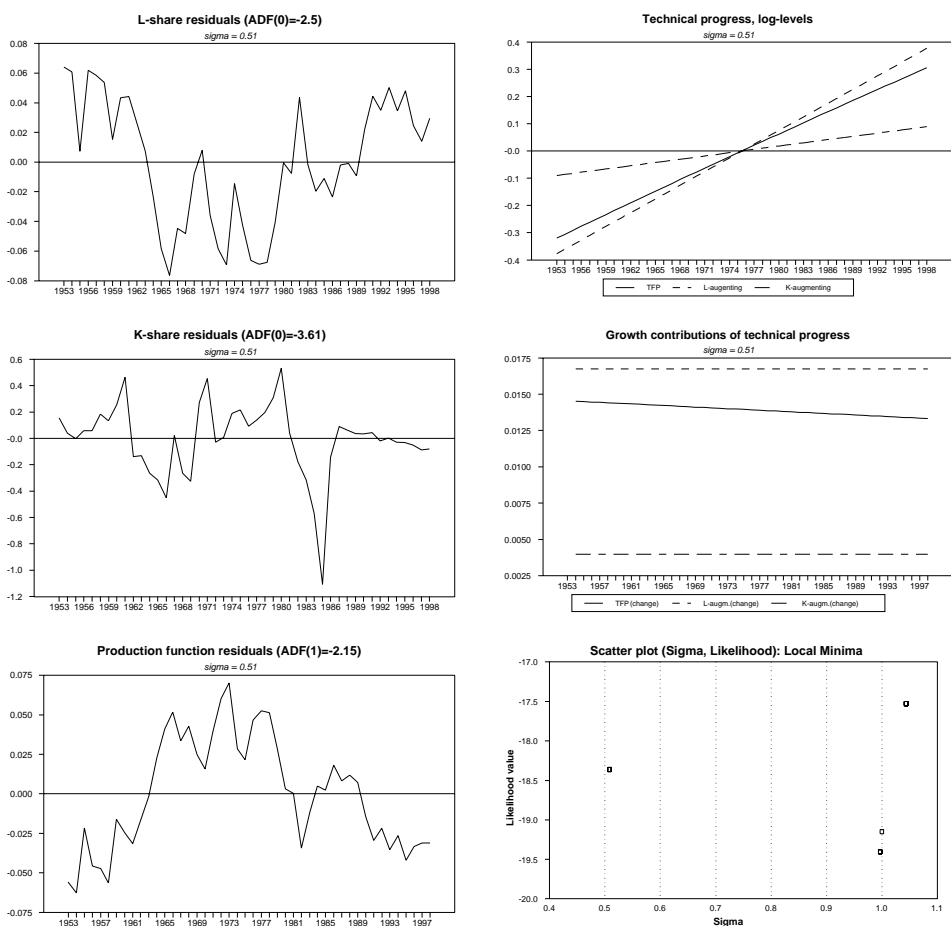 L-share residuals (ADF(0)=-2.5)
sigma = 0.51
0.08
0.06
0.04
0.02
0.00
-0.02
-0.04
-0.06
-0.08
1953 1956 1959 1962 1965 1968 1971 1974 1977 1980 1983 1986 1989 1992 1995 1998
Technical progress, log-levels
sigma = 0.51
0.4
0.3
0.2
0.1
-0.0
-0.1
-0.2
-0.3
-0.4
1953 1956 1959 1962 1965 1968 1971 1974 1977 1980 1983 1986 1989 1992 1995 1998
TFP L-augenting K-augmenting
K-share residuals (ADF(0)=-3.61)
sigma = 0.51
0.6
0.4
0.2
-0.0
-0.2
-0.4
-0.6
-0.8
-1.0
-1.2
1953 1956 1959 1962 1965 1968 1971 1974 1977 1980 1983 1986 1989 1992 1995 1998
Growth contributions of technical progress
sigma = 0.51
0.0175
0.0150
0.0125
0.0100
0.0075
0.0050
0.0025
1953 1957 1961 1965 1969 1973 1977 1981 1985 1989 1993 1997
TFP(change) L-augm.(change) K-augm.(change)
Production function residuals (ADF(1)=-2.15)
sigma = 0.51
0.075
0.050
0.025
0.000
-0.025
-0.050
-0.075
1953 1957 1961 1965 1969 1973 1977 1981 1985 1989 1993 1997
Scatter plot (Sigma, Likelihood): Local Minima
Likelihood value
-17.0
-17.5
-18.0
-18.5
-19.0
-19.5
-20.0
0.4 0.5 0.6 0.7 0.8 0.9 1.0 1.1
Sigma